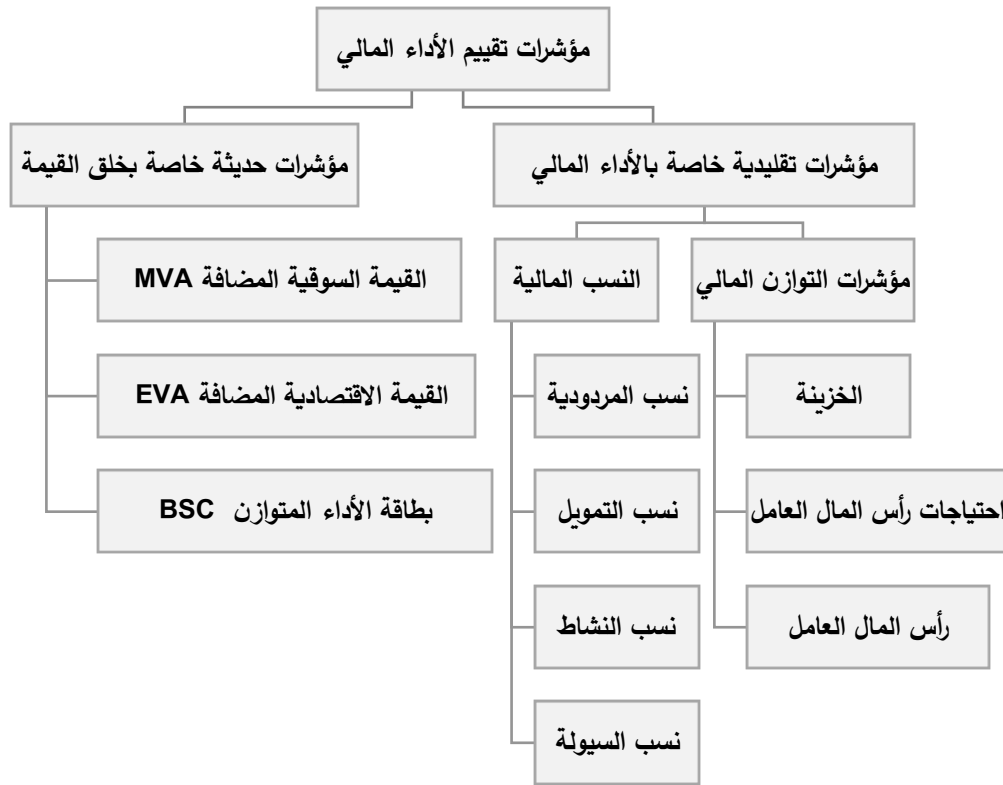 مؤشرات تقييم الأداء المالي
مؤشرات تقليدية خاصة بالأداء المالي
مؤشرات حديثة خاصة بخلق القيمة
مؤشرات التوازن المالي
الخزينة
احتياجات رأس المال العامل
رأس المال العامل
النسب المالية
نسب المردودية
نسب التمويل
نسب النشاط
نسب السيولة
القيمة السوقية المضافة MVA
القيمة الاقتصادية المضافة EVA
بطاقة الأداء المتوازن BSC